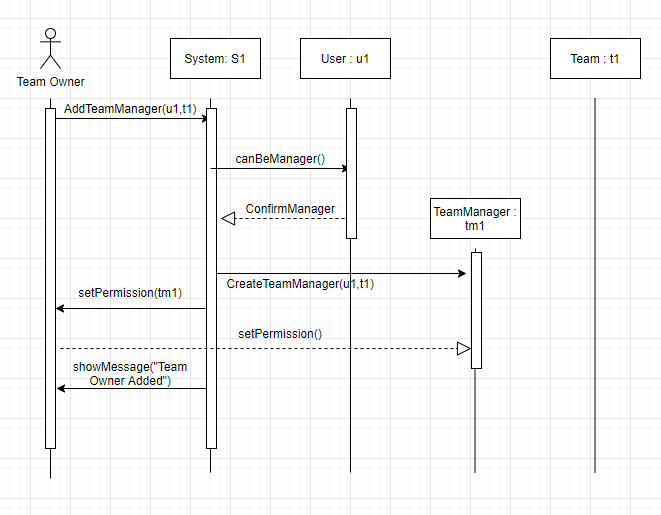 Team Owner
System: S1
User : u1
Team : t1
AddTeamManager(u1,t1)
canBeManager()
ConfirmManager
TeamManager :
tm1
CreateTeamManager(u1,t1)
setPermission(tm1)
setPermission()
showMessage("Team
Owner Added")